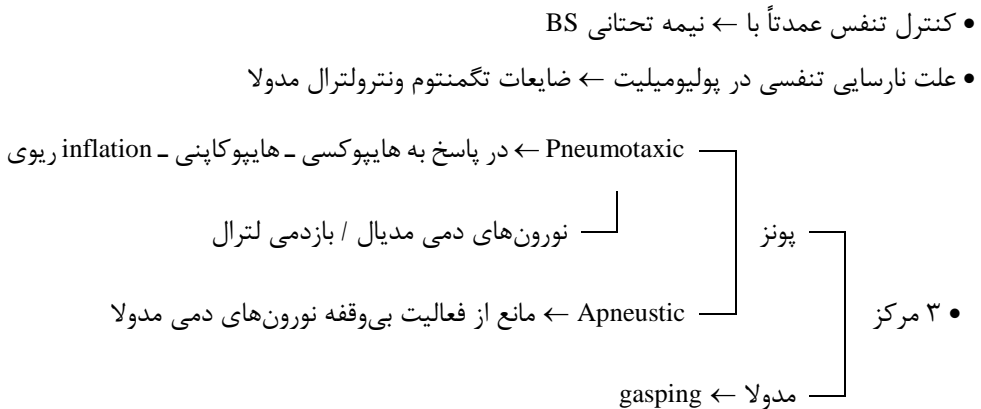 • کنترل تنفس عمدتاً با ← نیمه تحتانی BS
• علت نارسایی تنفسی در پولیومیلیت ← ضایعات تگمنتوم ونترولترال مدولا
Pneumotaxic ← در پاسخ به هایپوکسی ـ هایپوکاپنی ـ inflation ریوی
نورون‌های دمی مدیال / بازدمی لترال
پونز
Apneustic ← مانع از فعالیت بی‌وقفه نورون‌های دمی مدولا
• ۳ مرکز
مدولا ← gasping